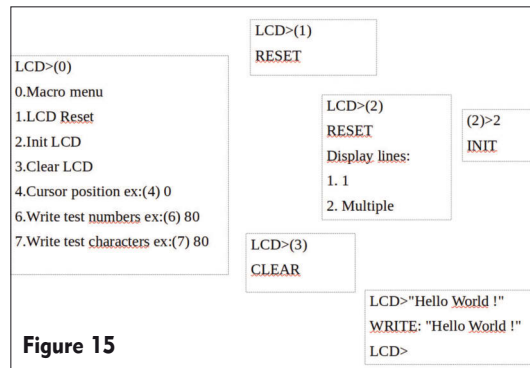 LCD>(0)
0.Macro menu
1.LCD Reset
2.Init LCD
3.Clear LCD
4.Cursor position ex:(4) 0
6.Write test numbers ex:(6) 80
7.Write test characters ex:(7) 80
LCD>(1)
RESET
LCD>(2)
RESET
Display lines:
1. 1
2. Multiple
(2)>2
INIT
LCD>(3)
CLEAR
LCD>"Hello World !"
WRITE: "Hello World !"
LCD>
Figure 15